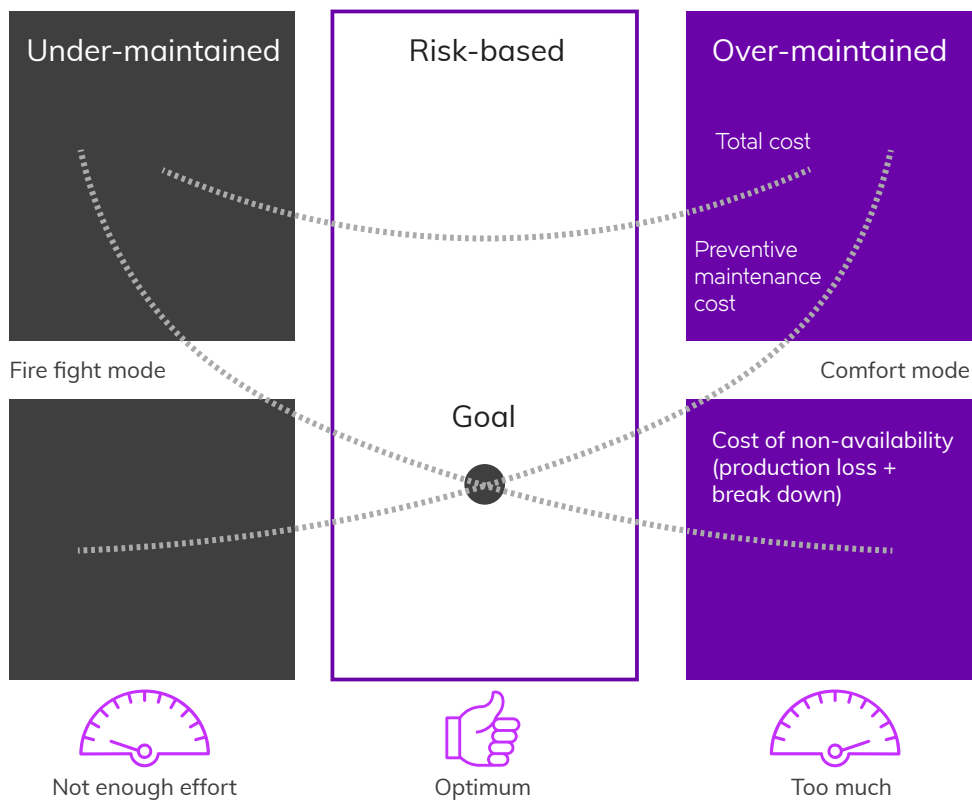 Under-maintained
Risk-based
Over-maintained
Total cost
Preventive
maintenance
cost
Fire fight mode
Comfort mode
Goal
Cost of non-availability
(production loss +
break down)
Not enough effort
Optimum
Too much